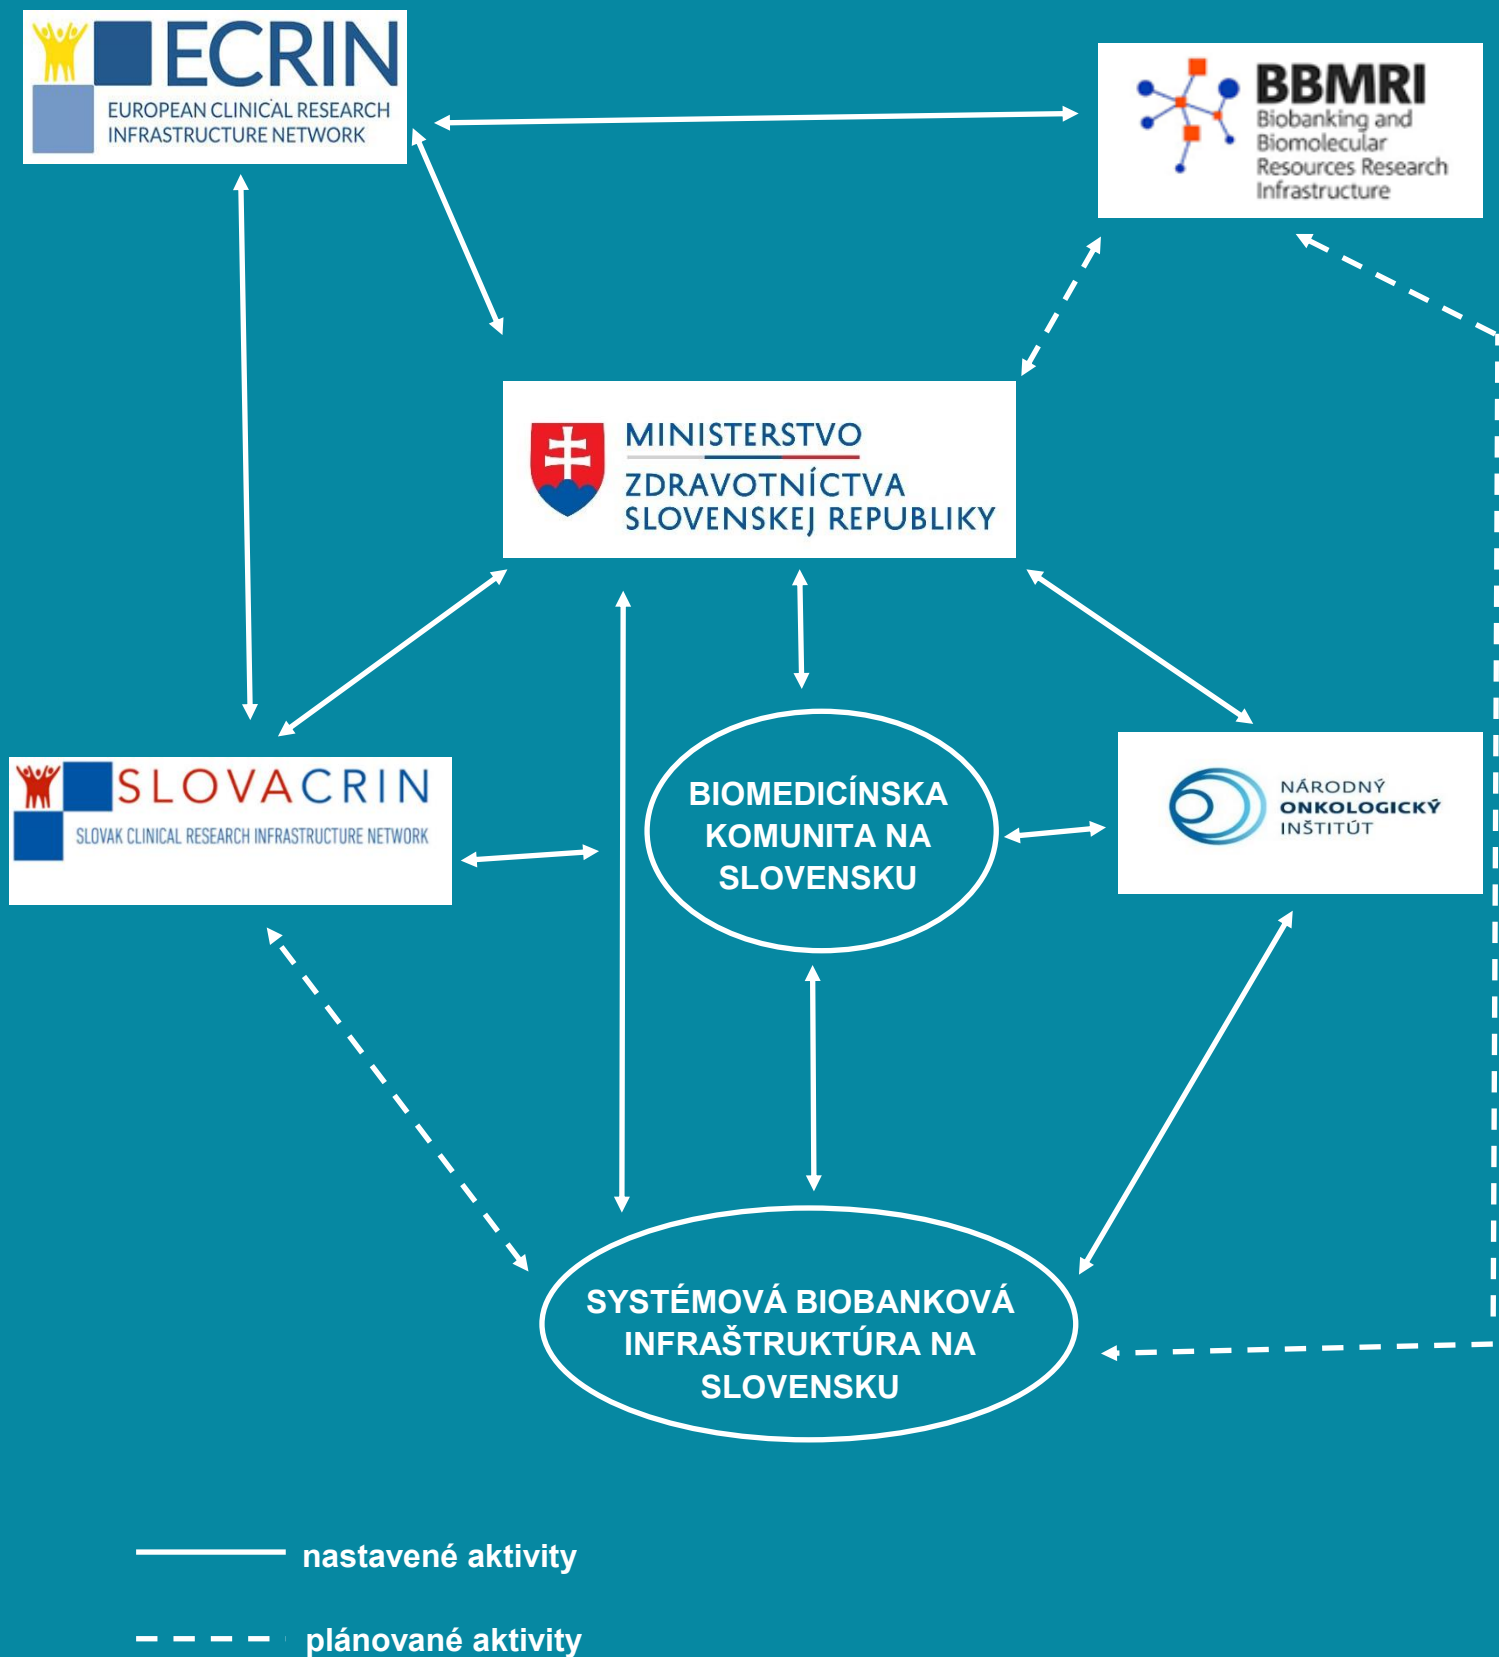 ECRIN
EUROPEAN CLINICAL RESEARCH
INFRASTRUCTURE NETWORK
BBMRI
Biobanking and
Biomolecular
Resources Research
Infrastructure
MINISTERSTVO
ZDRAVOTNÍCTVA
SLOVENSKEJ REPUBLIKY
SLOVACRIN
SLOVAK CLINICAL RESEARCH INFRASTRUCTURE NETWORK
BIOMEDICÍNSKA
KOMUNITA NA
SLOVENSKU
NÁRODNÝ
ONKOLOGICKÝ
INŠTITÚT
SYSTÉMOVÁ BIOBANKOVÁ
INFRAŠTRUKTÚRA NA
SLOVENSKU
nastavené aktivity
plánované aktivity